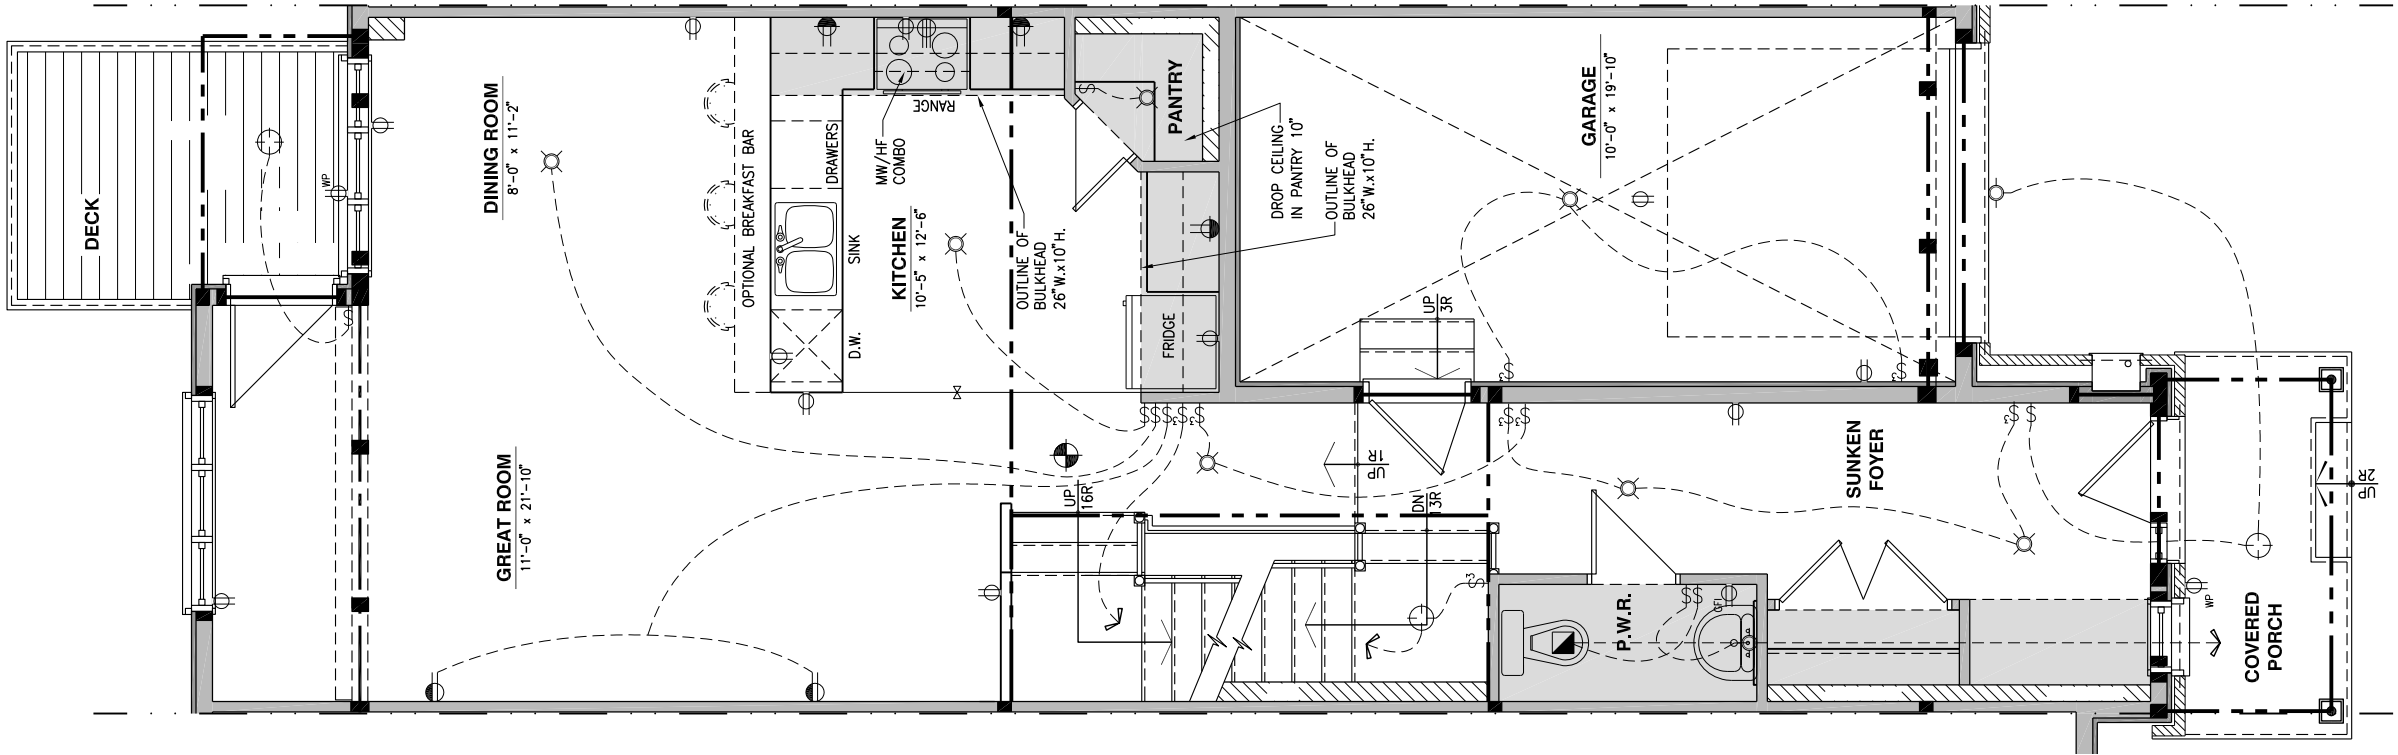 DECK
WP
DINING ROOM
8'-0" x 11'-2"
GREAT ROOM
11'-0" x 21'-10"
OPTIONAL BREAKFAST BAR
DRAWERS
SINK
D.W.
MW/HF
COMBO
RANGE
KITCHEN
10'-5" x 12'-6"
OUTLINE OF
BULKHEAD
26"W.x10"H.
PANTRY
FRIDGE
DROP CEILING
IN PANTRY 10"
OUTLINE OF
BULKHEAD
26"W.x10"H.
GARAGE
10'-0" x 19'-10"
UP
3R
UP
1R
UP
16R
DN
13R
P.W.R.
GFI
SUNKEN
FOYER
WP
COVERED
PORCH
UP
2R